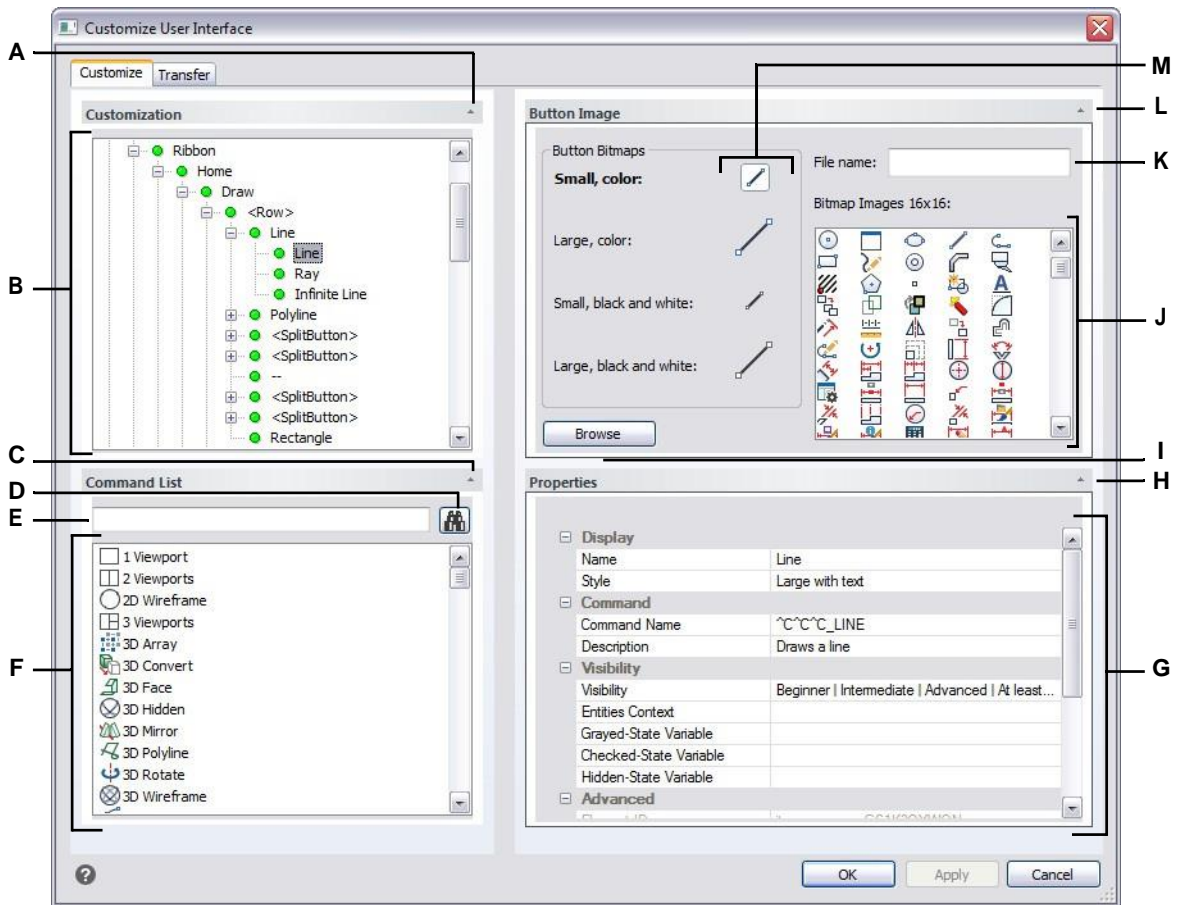 Customize User Interface
A
M
Customize
Transfer
Customization
Button Image
L
B
Ribbon
Home
Draw
<Row>
Line
Line
Ray
Infinite Line
Polyline
<SplitButton>
<SplitButton>
--
<SplitButton>
<SplitButton>
Rectangle
Button Bitmaps
Small, color:
Large, color:
Small, black and white:
Large, black and white:
Browse
File name:
K
Bitmap Images 16x16:
J
I
C
Command List
D
E
F
1 Viewport
2 Viewports
2D Wireframe
3 Viewports
3D Array
3D Convert
3D Face
3D Hidden
3D Mirror
3D Polyline
3D Rotate
3D Wireframe
Properties
H
G
Display
Name Line
Style Large with text
Command
Command Name ^C^C^C_LINE
Description Draws a line
Visibility
Visibility Beginner | Intermediate | Advanced | At least...
Entities Context
Grayed-State Variable
Checked-State Variable
Hidden-State Variable
Advanced
?
OK
Apply
Cancel